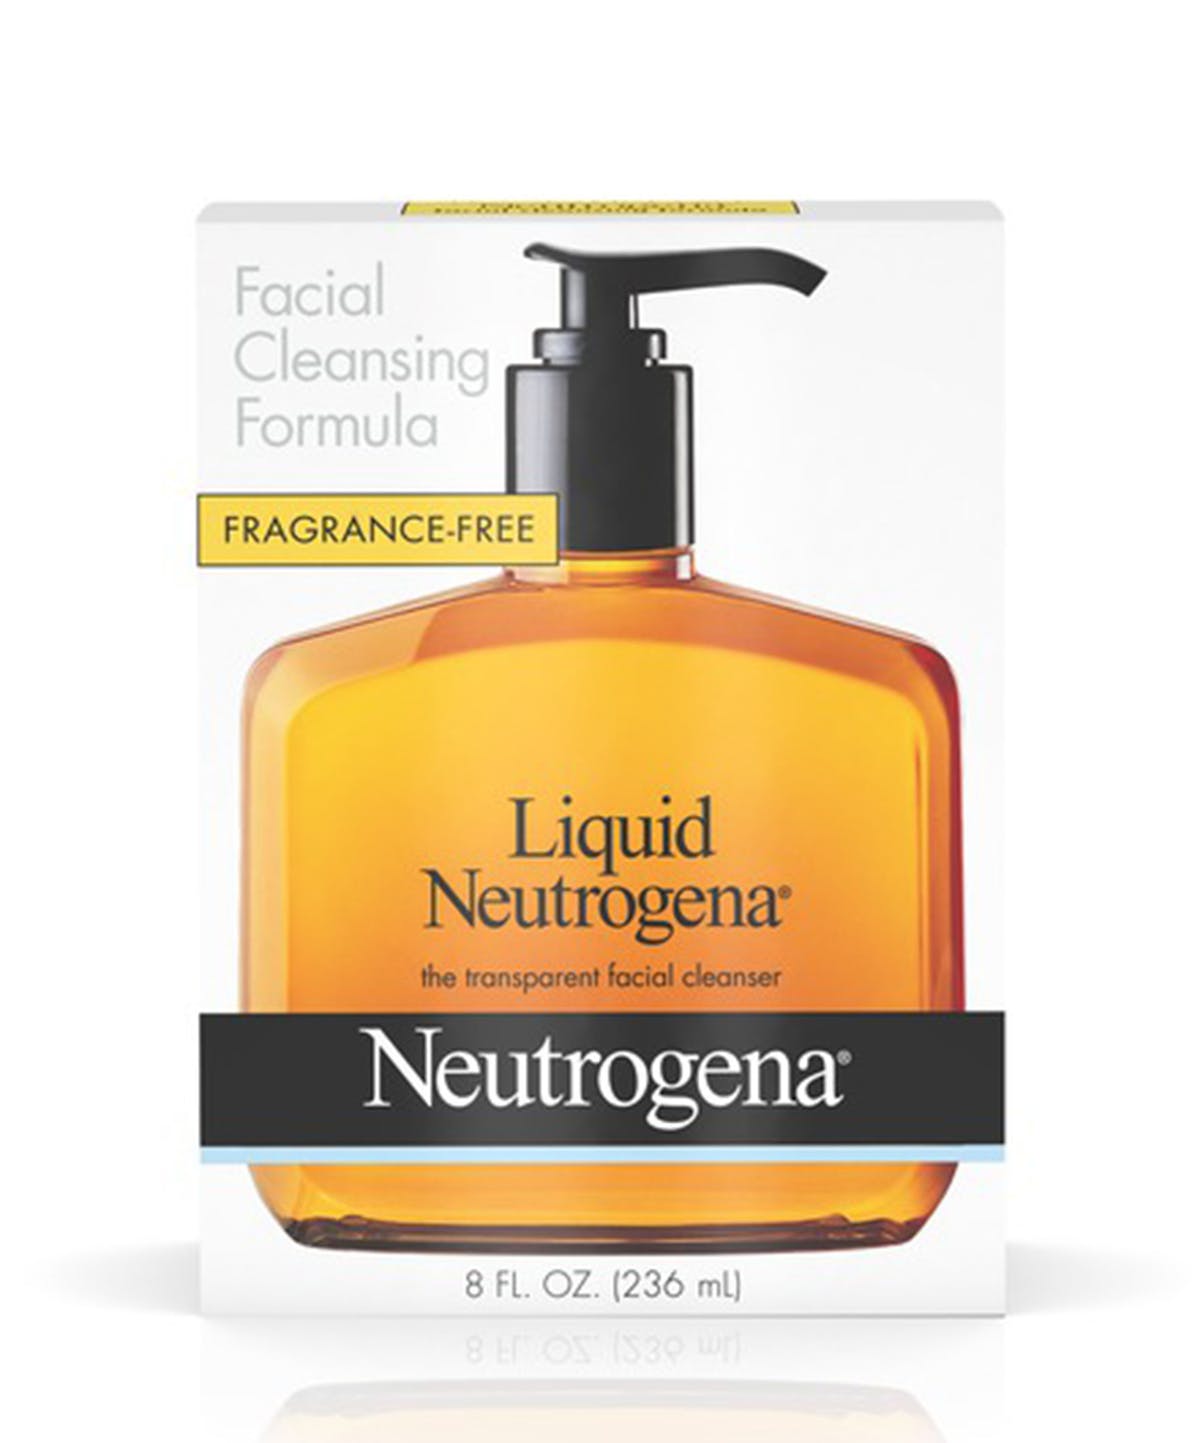 Facial
Cleansing
Formula
FRAGRANCE-FREE
Liquid
Neutrogena®
the transparent facial cleanser
Neutrogena®
8 FL. OZ. (236 mL)